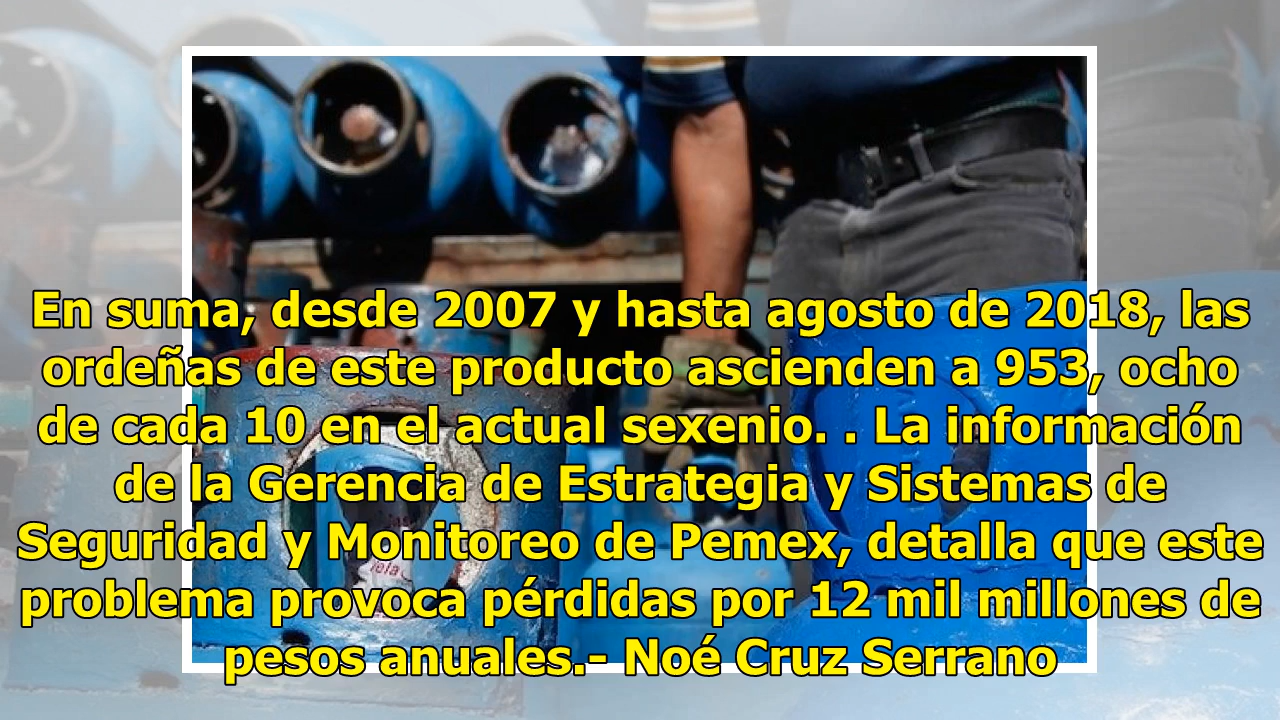 En suma, desde 2007 y hasta agosto de 2018, las
ordeñas de este producto ascienden a 953, ocho
de cada 10 en el actual sexenio. . La información
de la Gerencia de Estrategia y Sistemas de
Seguridad y Monitoreo de Pemex, detalla que este
problema provoca pérdidas por 12 mil millones de
pesos anuales.- Noé Cruz Serrano